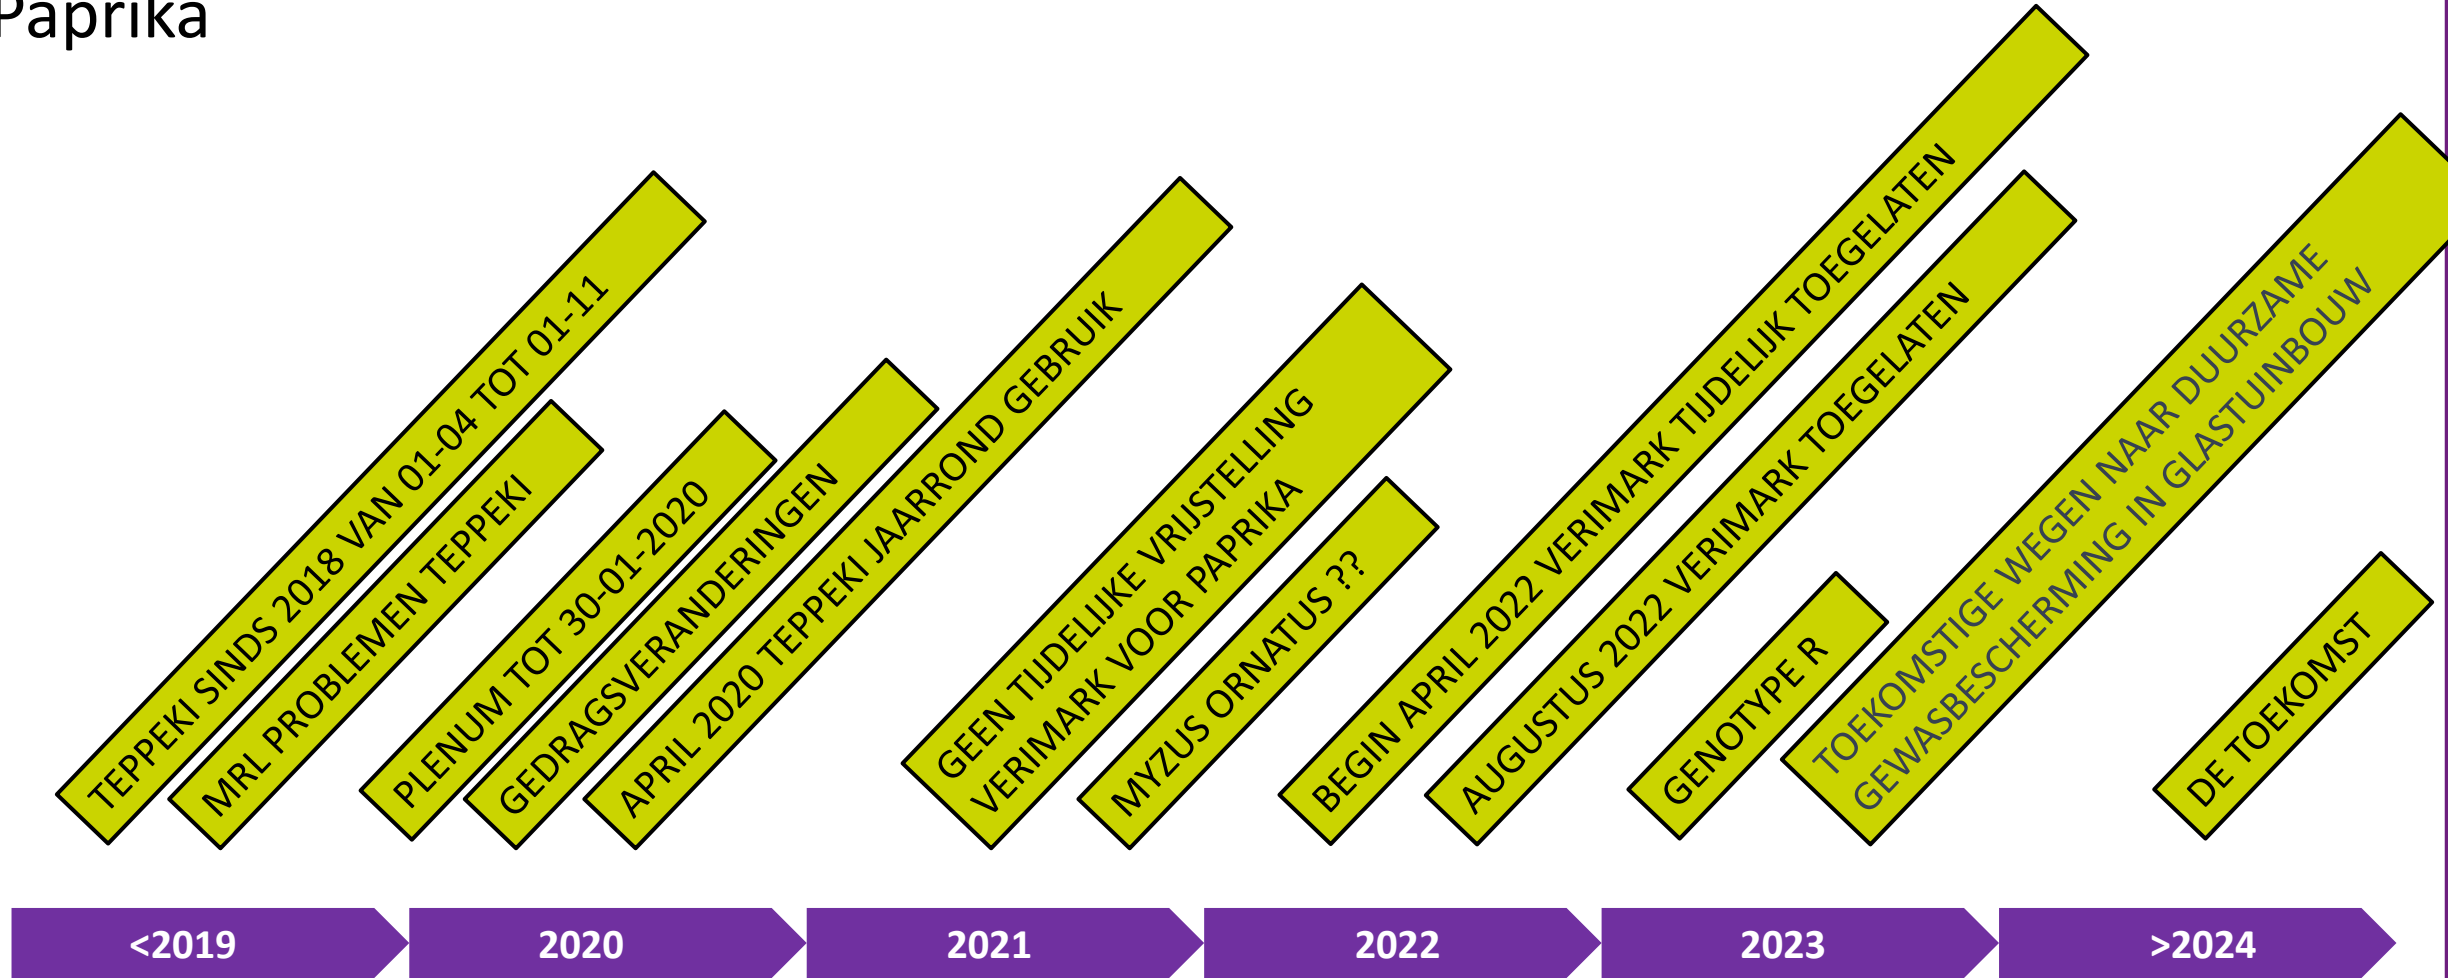 Paprika
TEPPEKI SINDS 2018 VAN 01-04 TOT 01-11
MRL PROBLEMEN TEPPEKI
PLENUM TOT 30-01-2020
GEDRAGSVERANDERINGEN
APRIL 2020 TEPPEKI JAARROND GEBRUIK
GEEN TIJDELIJKE VRIJSTELLING
VERIMARK VOOR PAPRIKA
MYZUS ORNATUS ??
BEGIN APRIL 2022 VERIMARK TIJDELIJK TOEGELATEN
AUGUSTUS 2022 VERIMARK TOEGELATEN
GENOTYPE R
TOEKOMSTIGE WEGEN NAAR DUURZAME
GEWASBESCHERMING IN GLASTUINBOUW
DE TOEKOMST
<2019
2020
2021
2022
2023
>2024